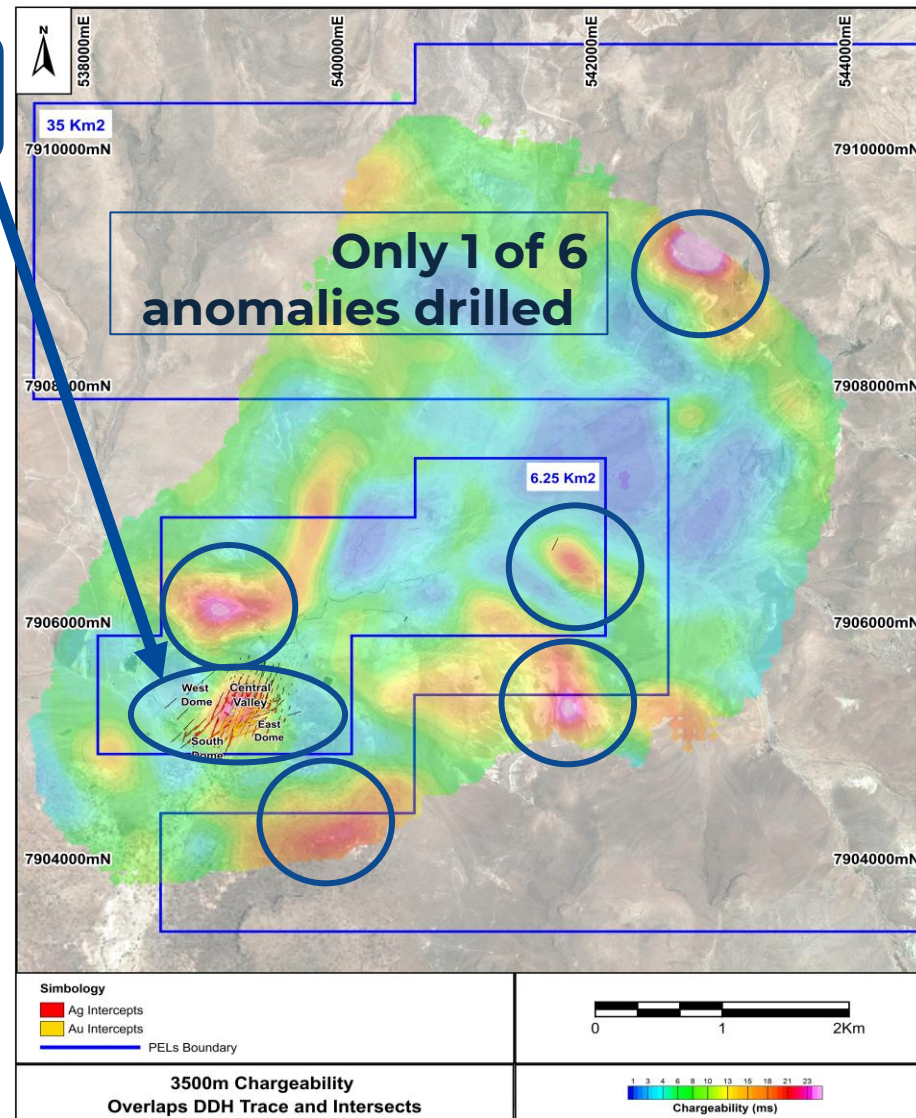 N
538000mE
540000mE
542000mE
544000mE
35 Km2
7910000mN
7910000mN
Only 1 of 6
anomalies drilled
7908000mN
7908000mN
6.25 Km2
7906000mN
7906000mN
West
Dome
Central
Valley
East
Dome
South
Dome
7904000mN
7904000mN
Simbology
Ag Intercepts
Au Intercepts
PELs Boundary
0 1 2Km
3500m Chargeability
Overlaps DDH Trace and Intersects
1 3 4 6 8 10 13 15 18 21 23
Chargeability (ms)